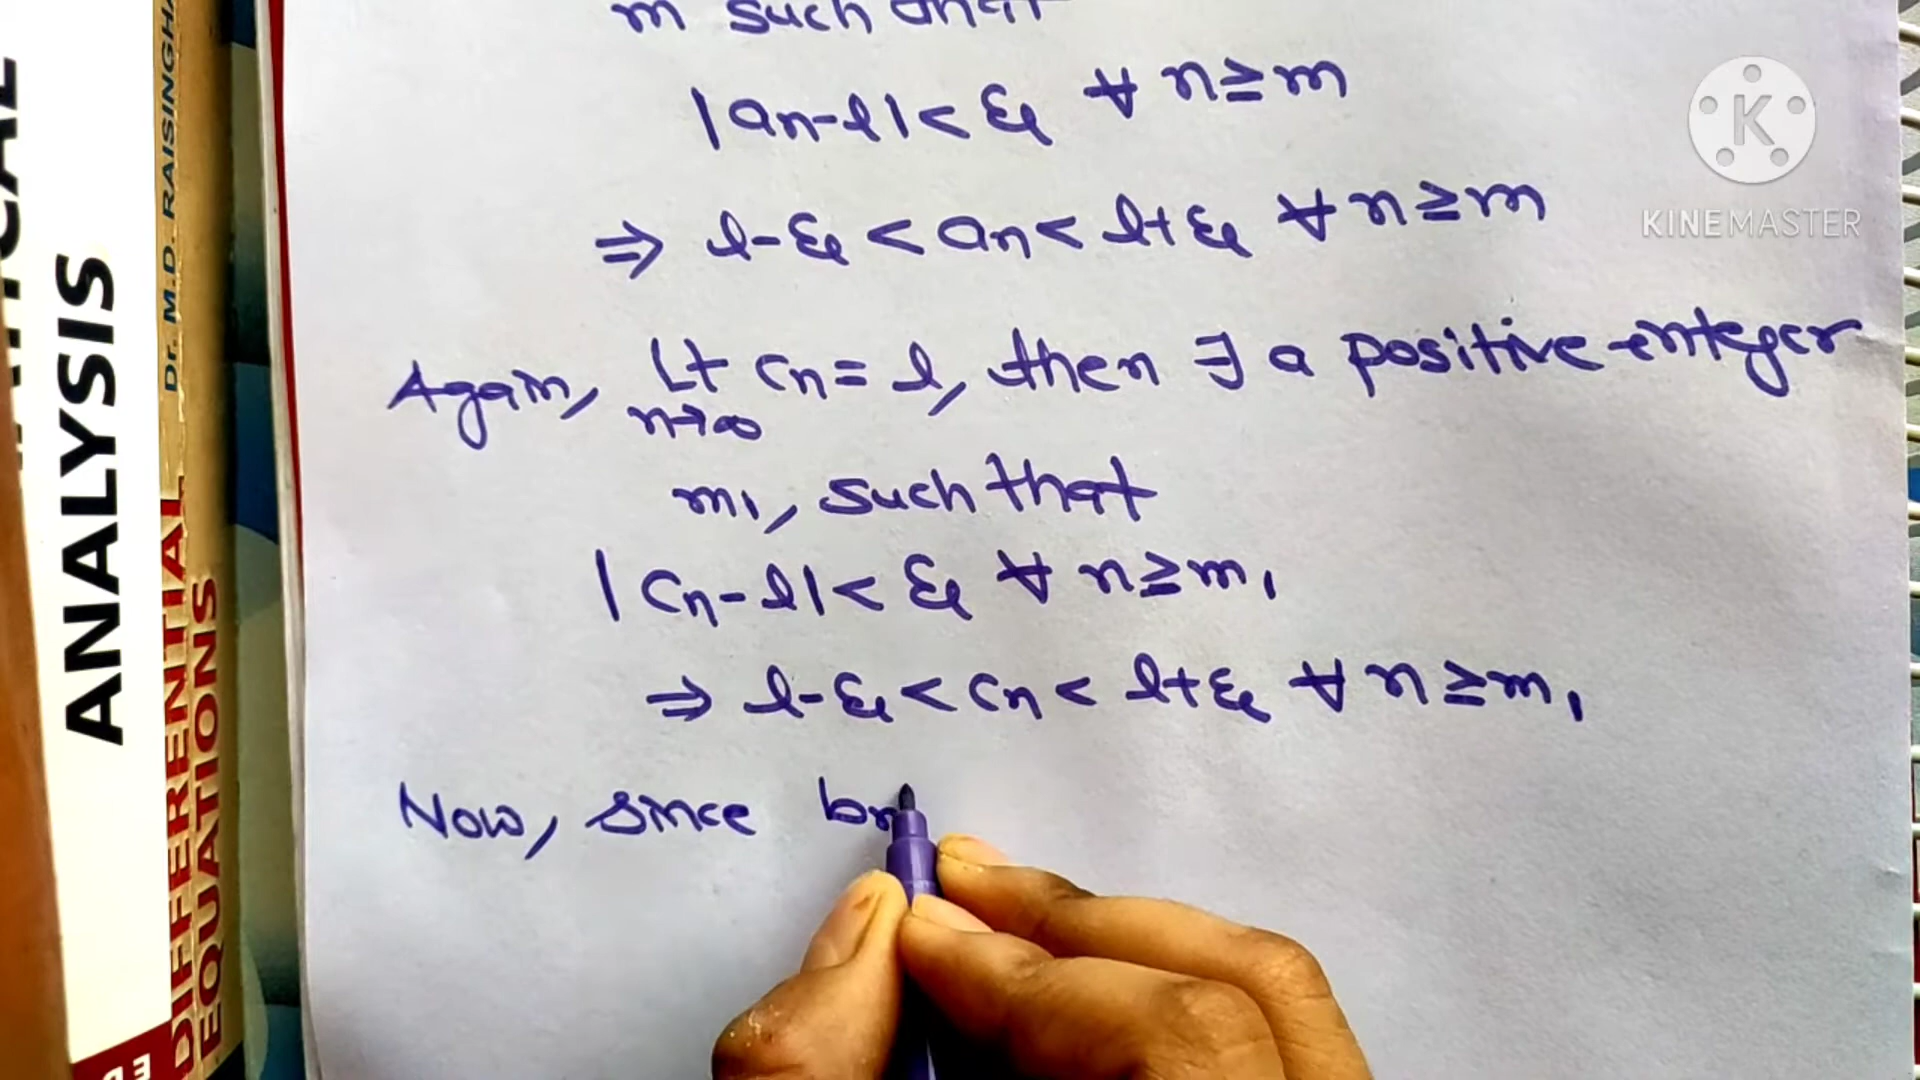 m such that
|an-l|< ε ∀ n≥m
⇒ l-ε < an < l+ε ∀ n≥m
Again, Lt cn = l, then ∃ a positive integer
n→∞
m1, such that
|cn-l|< ε ∀ n≥m1
⇒ l-ε < cn < l+ε ∀ n≥m1
Now, since bn
KINEMASTER
K
ANALYSIS
Dr. M.D. RAISINGHA
DIFFERENTIAL
EQUATIONS